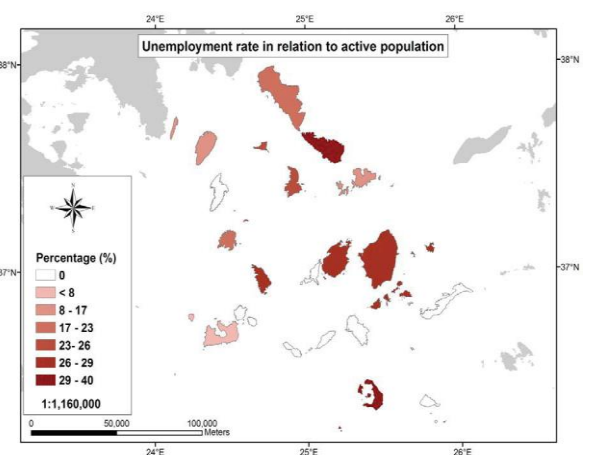 24°E 25°E 26°E
Unemployment rate in relation to active population
38°N 38°N
N
W E
S
Percentage (%)
0
< 8
8 - 17
17 - 23
23- 26
26 - 29
29 - 40
1:1,160,000
37°N 37°N
0 50,000 100,000
Meters
24°E 25°E 26°E